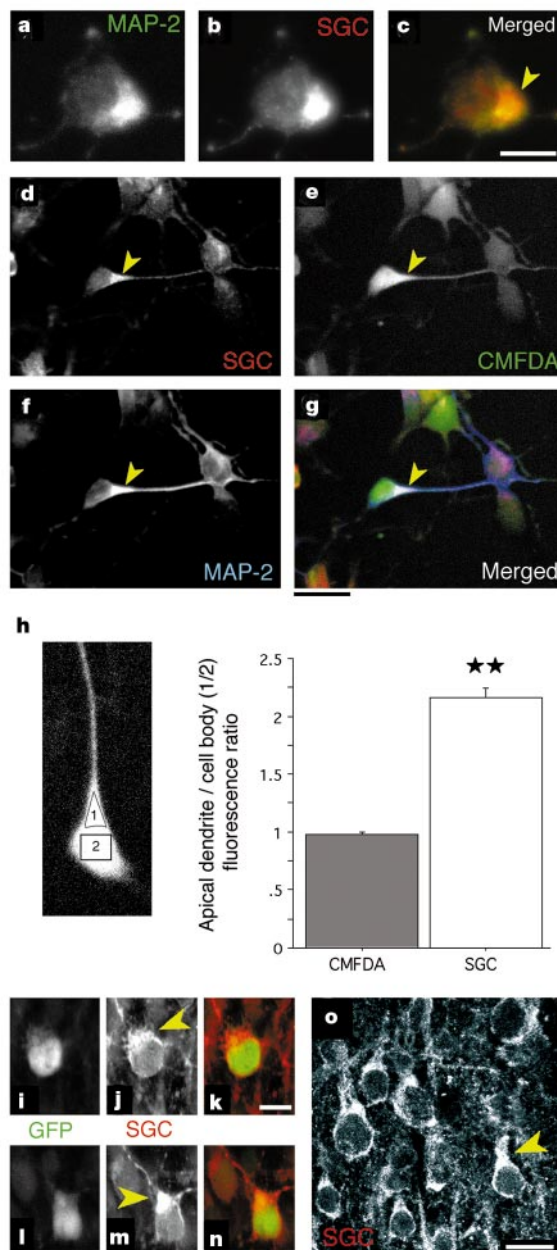 a
MAP-2
b
SGC
c
Merged
d
SGC
e
CMFDA
f
MAP-2
g
Merged
h
1
2
Apical dendrite / cell body (1/2)
fluorescence ratio
2.5
2
1.5
1
.5
0
★★
CMFDA
SGC
i
j
k
GFP
SGC
l
m
n
o
SGC